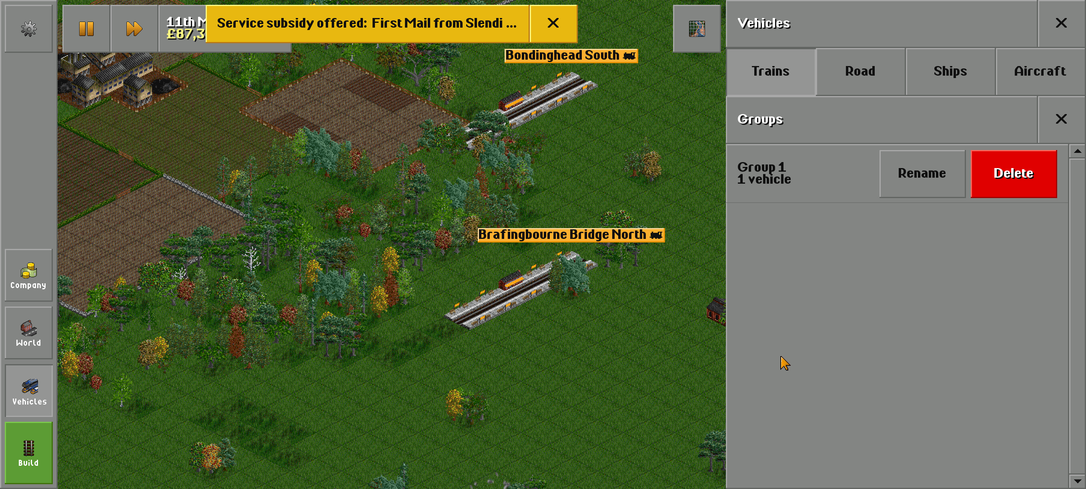 11th M
£87,3
Service subsidy offered: First Mail from Slendi ...
Bondinghead South
Brafingbourne Bridge North
Company
World
Vehicles
Build
Vehicles
Trains
Road
Ships
Aircraft
Groups
Group 1
1 vehicle
Rename
Delete